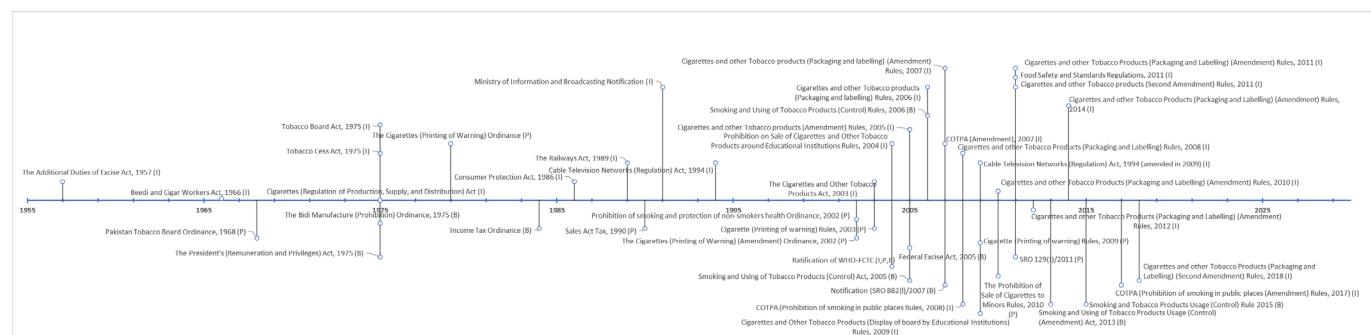 Cigarettes ond other Tobacco products (Packaging and labelling) (Amendment)
Rules, 2007 (I)
Cigarettes and other Tobacco Products (Packaging and Labelling) (Amendment) Rules, 2011 (I)
Food Safety and Standards Regulations, 2011 (I)
Cigarettes and other Tobacco products (Second Amendment) Rules, 2011 (I)
Ministry of Information and Broadcasting Notification (I)
Cigarettes and other Tobacco products
(Packaging and labelling) Rules, 2006 (I)
Cigarettes and other Tobacco Products (Packaging and Labelling) (Amendment) Rules,
2014 (I)
Smoking and Using of Tobacco Products (Control) Rules, 2006 (B)
Tobacco Board Act, 1975 (I)
The Cigarettes (Printing of Warning) Ordinance (P)
Cigarettes and other Tobacco products (Amendment) Rules, 2005 (I)
Prohibition on Sale of Cigarettes and Other Tobacco
Products around Educational Institutions Rules, 2004 (I)
COTPA (Amendment), 2007 (I)
Cigarettes and other Tobacco Products (Packaging and Labelling) Rules, 2008 (I)
Tobacco Cess Act, 1975 (I)
The Railways Act, 1989 (I)
Cable Television Networks (Regulation) Act, 1994 (I)
Cable Television Networks (Regulation) Act, 1994 (amended in 2009) (I)
The Additional Duties of Excise Act, 1957 (I)
Consumer Protection Act, 1986 (I)
The Cigarettes and Other Tobacco
Products Act, 2003 (I)
Cigarettes and other Tobacco Products (Packaging and Labelling) (Amendment) Rules, 2010 (I)
Beedi and Cigar Workers Act, 1966 (I)
Cigarettes (Regulation of Production, Supply, and Distribution) Act (I)
1955
1965
1975
1985
1995
2005
2015
2025
The Bidi Manufacture (Prohibition) Ordinance, 1975 (B)
Prohibition of smoking and protection of non-smokers health Ordinance, 2002 (P)
Cigarettes and other Tobacco Products (Packaging and Labelling) (Amendment)
Rules, 2012 (I)
Pakistan Tobacco Board Ordinance, 1968 (P)
Income Tax Ordinance (B)
Sales Act Tax, 1990 (P)
Cigarette (Printing of warning) Rules, 2003 (P)
The Cigarettes (Printing of Warning) (Amendment) Ordinance, 2002 (P)
Cigarette (Printing of warning) Rules, 2009 (P)
The President's (Remuneration and Privileges) Act, 1975 (B)
Ratification of WHO-FCTC (I,P,B)
Federal Excise Act, 2005 (B)
SRO 129(I)/2011 (P)
Cigarettes and other Tobacco Products (Packaging and
Labelling) (Second Amendment) Rules, 2018 (I)
Smoking and Using of Tobacco Products (Control) Act, 2005 (B)
Notification (SRO 882(I)/2007 (B)
The Prohibition of
Sale of Cigarettes to
Minors Rules, 2010
(P)
COTPA (Prohibition of smoking in public places (Amendment) Rules, 2017) (I)
COTPA (Prohibition of smoking in public places Rules, 2008) (I)
Smoking and Tobacco Products Usage (Control) Rule 2015 (B)
Smoking and Using of Tobacco Products Usage (Control)
(Amendment) Act, 2013 (B)
Cigarettes and Other Tobacco Products (Display of board by Educational Institutions)
Rules, 2009 (I)